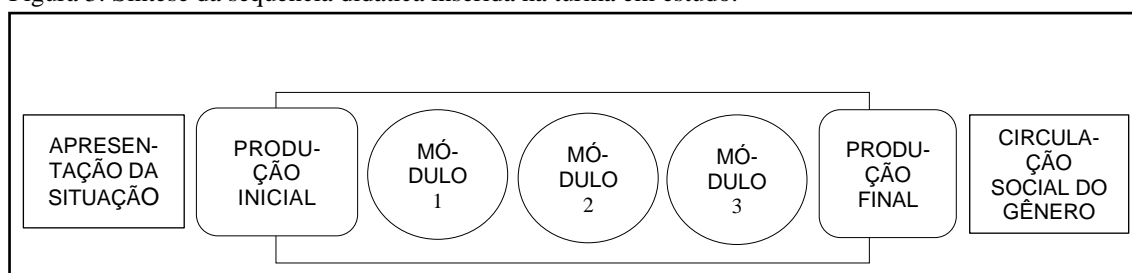 Figura 3: Síntese da sequência didática inserida na turma em estudo.
APRESEN-
TAÇÃO DA
SITUAÇÃO
PRODU-
ÇÃO
INICIAL
MÓ-
DULO
1
MÓ-
DULO
2
MÓ-
DULO
3
PRODU-
ÇÃO
FINAL
CIRCULA-
ÇÃO
SOCIAL DO
GÊNERO